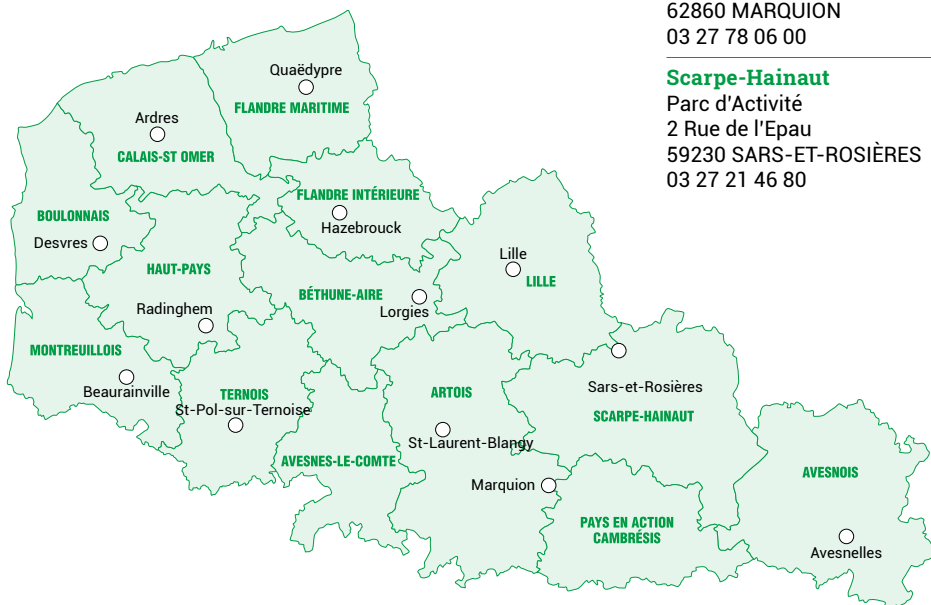 62860 MARQUION
03 27 78 06 00
Scarpe-Hainaut
Parc d'Activité
2 Rue de l'Epau
59230 SARS-ET-ROSIÈRES
03 27 21 46 80
Quaëdypre
FLANDRE MARITIME
Ardres
CALAIS-ST OMER
FLANDRE INTÉRIEURE
Hazebrouck
BOULONNAIS
Desvres
HAUT-PAYS
Radinghem
BÉTHUNE-AIRE
Lorgies
Lille
LILLE
MONTREUILLOIS
Beaurainville
TERNOIS
St-Pol-sur-Ternoise
ARTOIS
St-Laurent-Blangy
Sars-et-Rosières
SCARPE-HAINAUT
AVESNES-LE-COMTE
Marquion
PAYS EN ACTION
CAMBRÉSIS
AVESNOIS
Avesnelles